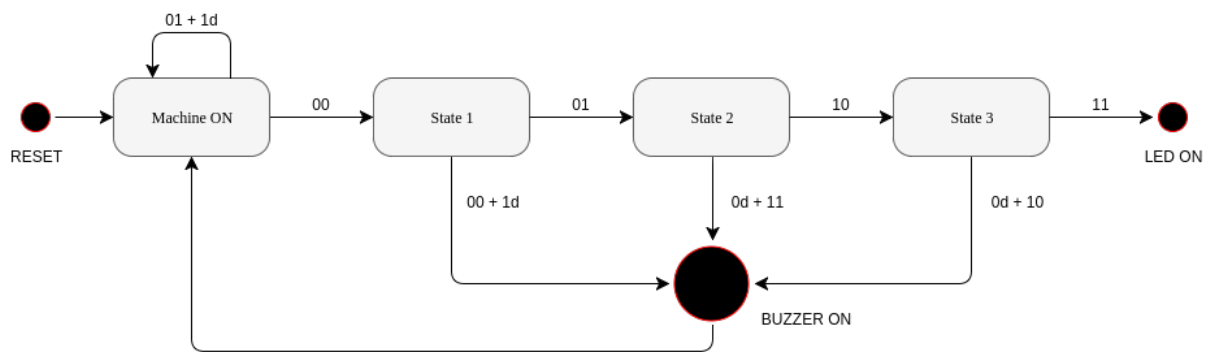 01 + 1d
Machine ON
00
State 1
01
State 2
10
State 3
11
RESET
LED ON
00 + 1d
0d + 11
0d + 10
BUZZER ON